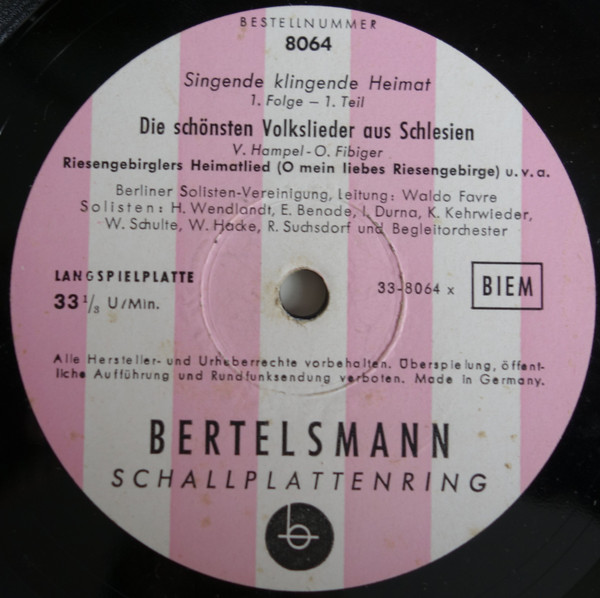 BESTELLNUMMER
8064
Singende klingende Heimat
1. Folge – 1. Teil
Die schönsten Volkslieder aus Schlesien
V. Hampel - O. Fibiger
Riesengebirglers Heimatlied (O mein liebes Riesengebirge) u. v. a.
Berliner Solisten-Vereinigung, Leitung: Waldo Favre
Solisten: H. Wendlandt, E. Benade, I. Durna, K. Kehrwieder,
W. Schulte, W. Hacke, R. Suchsdorf und Begleitorchester
LANGSPIELPLATTE
33 1/3 U/Min.
33-8064 x
BIEM
Alle Hersteller- und Urheberrechte vorbehalten. Überspielung, öffent-
liche Aufführung und Rundfunksendung verboten. Made in Germany.
BERTELSMANN
SCHALLPLATTENRING
b